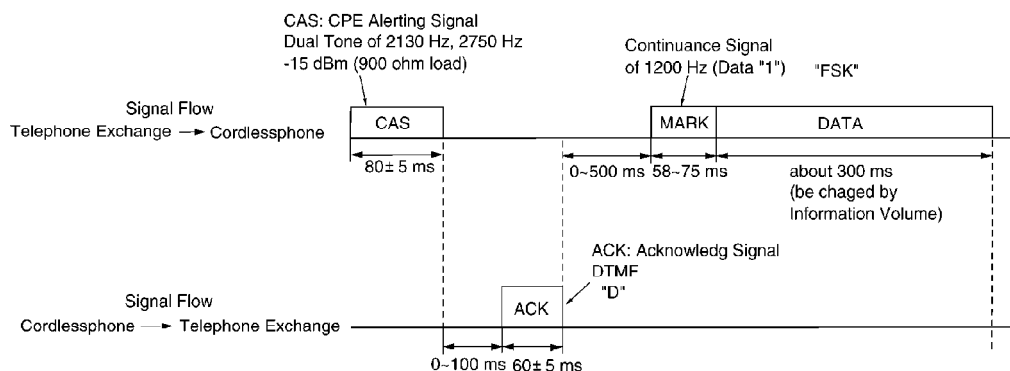 CAS: CPE Alerting Signal
Dual Tone of 2130 Hz, 2750 Hz
-15 dBm (900 ohm load)
Continuance Signal
of 1200 Hz (Data "1")
"FSK"
Signal Flow
Telephone Exchange
Cordlessphone
CAS
MARK
DATA
80± 5 ms
0~500 ms
58~75 ms
about 300 ms
(be chaged by
Information Volume)
ACK: Acknowledg Signal
DTMF
"D"
Signal Flow
Cordlessphone
Telephone Exchange
ACK
0~100 ms
60± 5 ms